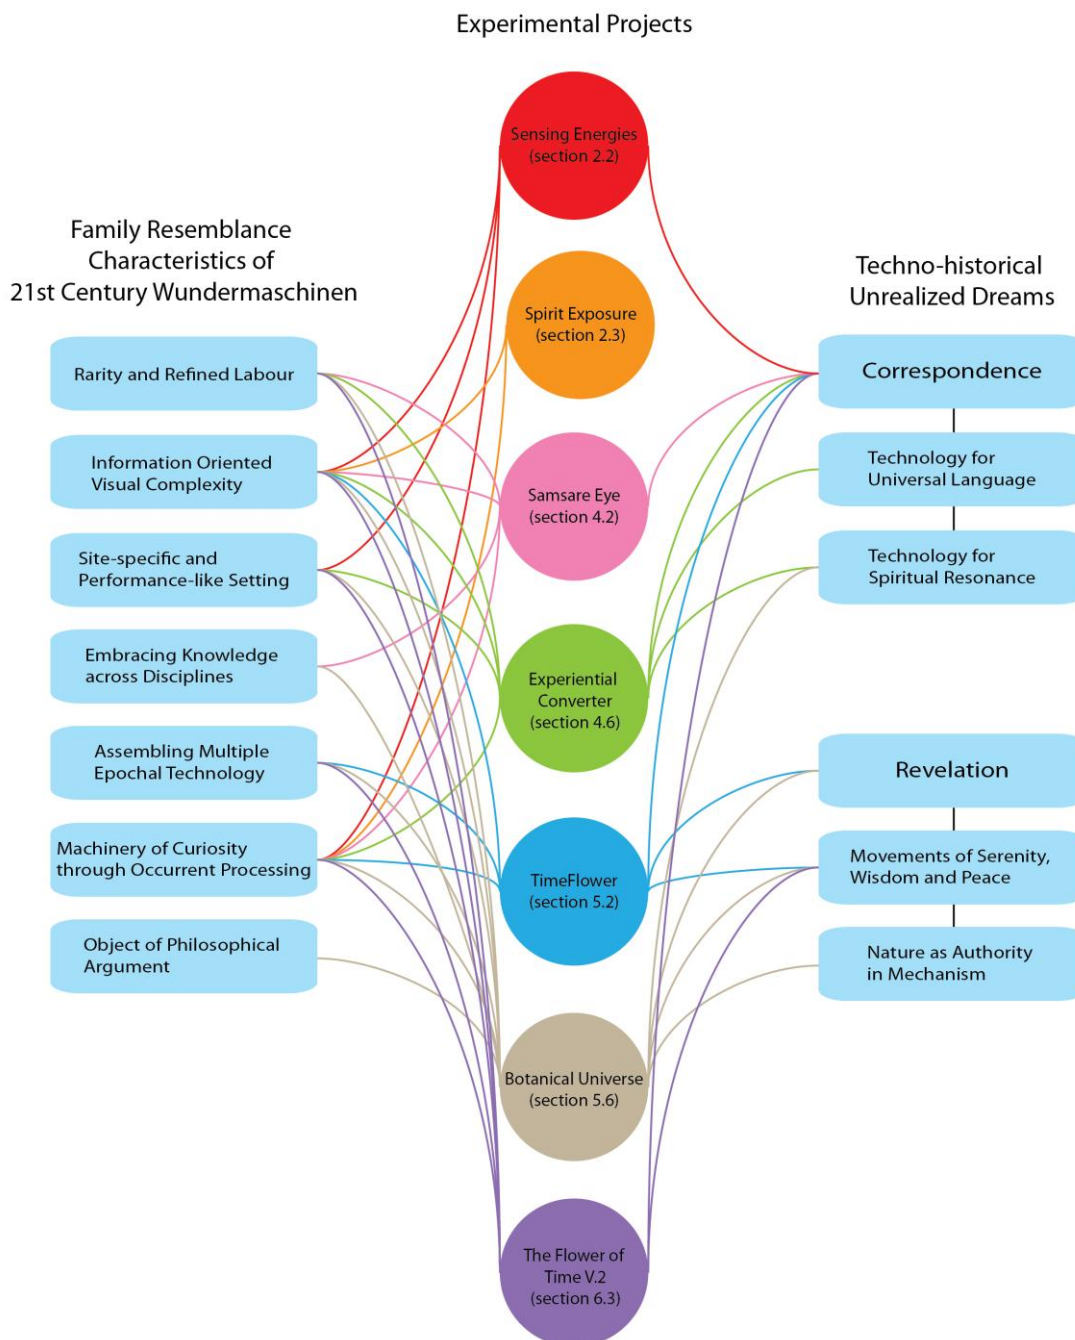 Experimental Projects
Family Resemblance
Characteristics of
21st Century Wundermaschinen
Rarity and Refined Labour
Information Oriented
Visual Complexity
Site-specific and
Performance-like Setting
Embracing Knowledge
across Disciplines
Assembling Multiple
Epochal Technology
Machinery of Curiosity
through Occurrent Processing
Object of Philosophical
Argument
Sensing Energies
(section 2.2)
Spirit Exposure
(section 2.3)
Samsare Eye
(section 4.2)
Experiential
Converter
(section 4.6)
TimeFlower
(section 5.2)
Botanical Universe
(section 5.6)
The Flower of
Time V.2
(section 6.3)
Techno-historical
Unrealized Dreams
Correspondence
Technology for
Universal Language
Technology for
Spiritual Resonance
Revelation
Movements of Serenity,
Wisdom and Peace
Nature as Authority
in Mechanism